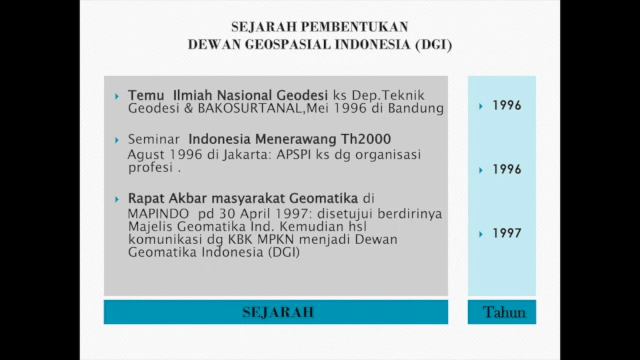 SEJARAH PEMBENTUKAN
DEWAN GEOSPASIAL INDONESIA (DGI)
Temu Ilmiah Nasional Geodesi ks Dep.Teknik
Geodesi & BAKOSURTANAL,Mei 1996 di Bandung
Seminar Indonesia Menerawang Th2000
Agust 1996 di Jakarta: APSPI ks dg organisasi
profesi .
Rapat Akbar masyarakat Geomatika di
MAPINDO pd 30 April 1997: disetujui berdirinya
Majelis Geomatika Ind. Kemudian hsl
komunikasi dg KBK MPKN menjadi Dewan
Geomatika Indonesia (DGI)
SEJARAH
1996
1996
1997
Tahun